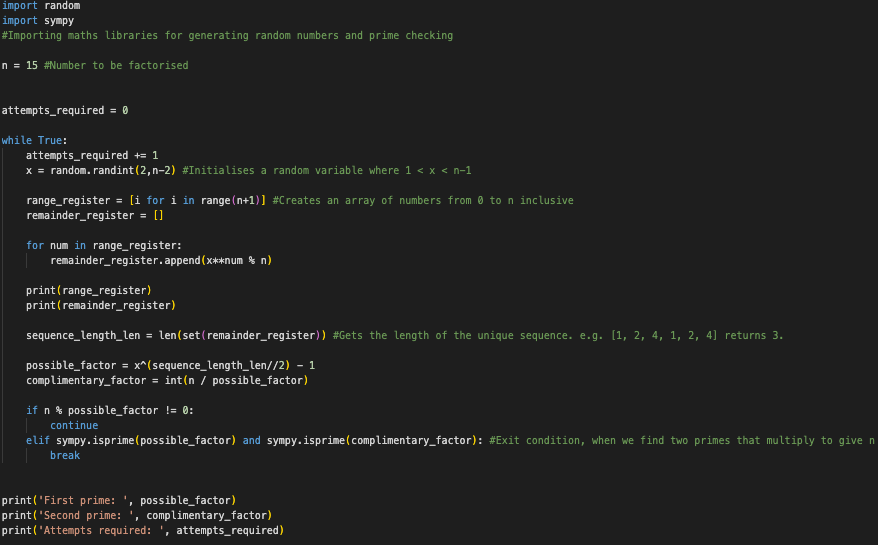 import random
import sympy
#Importing maths libraries for generating random numbers and prime checking
n = 15 #Number to be factorised
attempts_required = 0
while True:
    attempts_required += 1
    x = random.randint(2,n-2) #Initialises a random variable where 1 < x < n-1
    range_register = [i for i in range(n+1)] #Creates an array of numbers from 0 to n inclusive
    remainder_register = []
    for num in range_register:
        remainder_register.append(x**num % n)
    print(range_register)
    print(remainder_register)
    sequence_length_len = len(set(remainder_register)) #Gets the length of the unique sequence. e.g. [1, 2, 4, 1, 2, 4] returns 3.
    possible_factor = x^(sequence_length_len//2) - 1
    complimentary_factor = int(n / possible_factor)
    if n % possible_factor != 0:
        continue
    elif sympy.isprime(possible_factor) and sympy.isprime(complimentary_factor): #Exit condition, when we find two primes that multiply to give n
        break
print('First prime: ', possible_factor)
print('Second prime: ', complimentary_factor)
print('Attempts required: ', attempts_required)